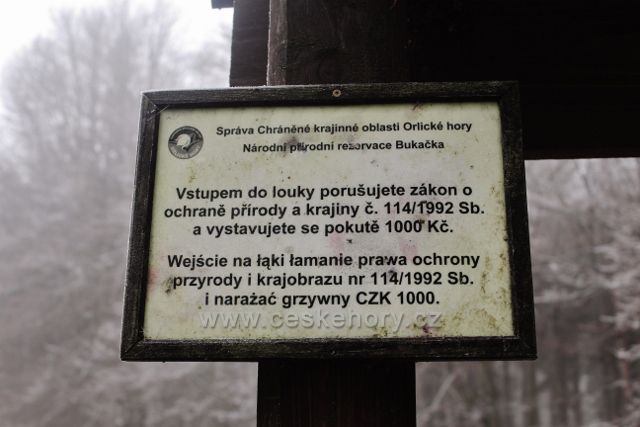 Správa Chráněné krajinné oblasti Orlické hory
Národní přírodní rezervace Bukačka
Vstupem do louky porušujete zákon o
ochraně přírody a krajiny č. 114/1992 Sb.
a vystavujete se pokutě 1000 Kč.
Wejście na łąki łamanie prawa ochrony
przyrody i krajobrazu nr 114/1992 Sb.
i narażać grzywny CZK 1000.
www.ceskehory.cz